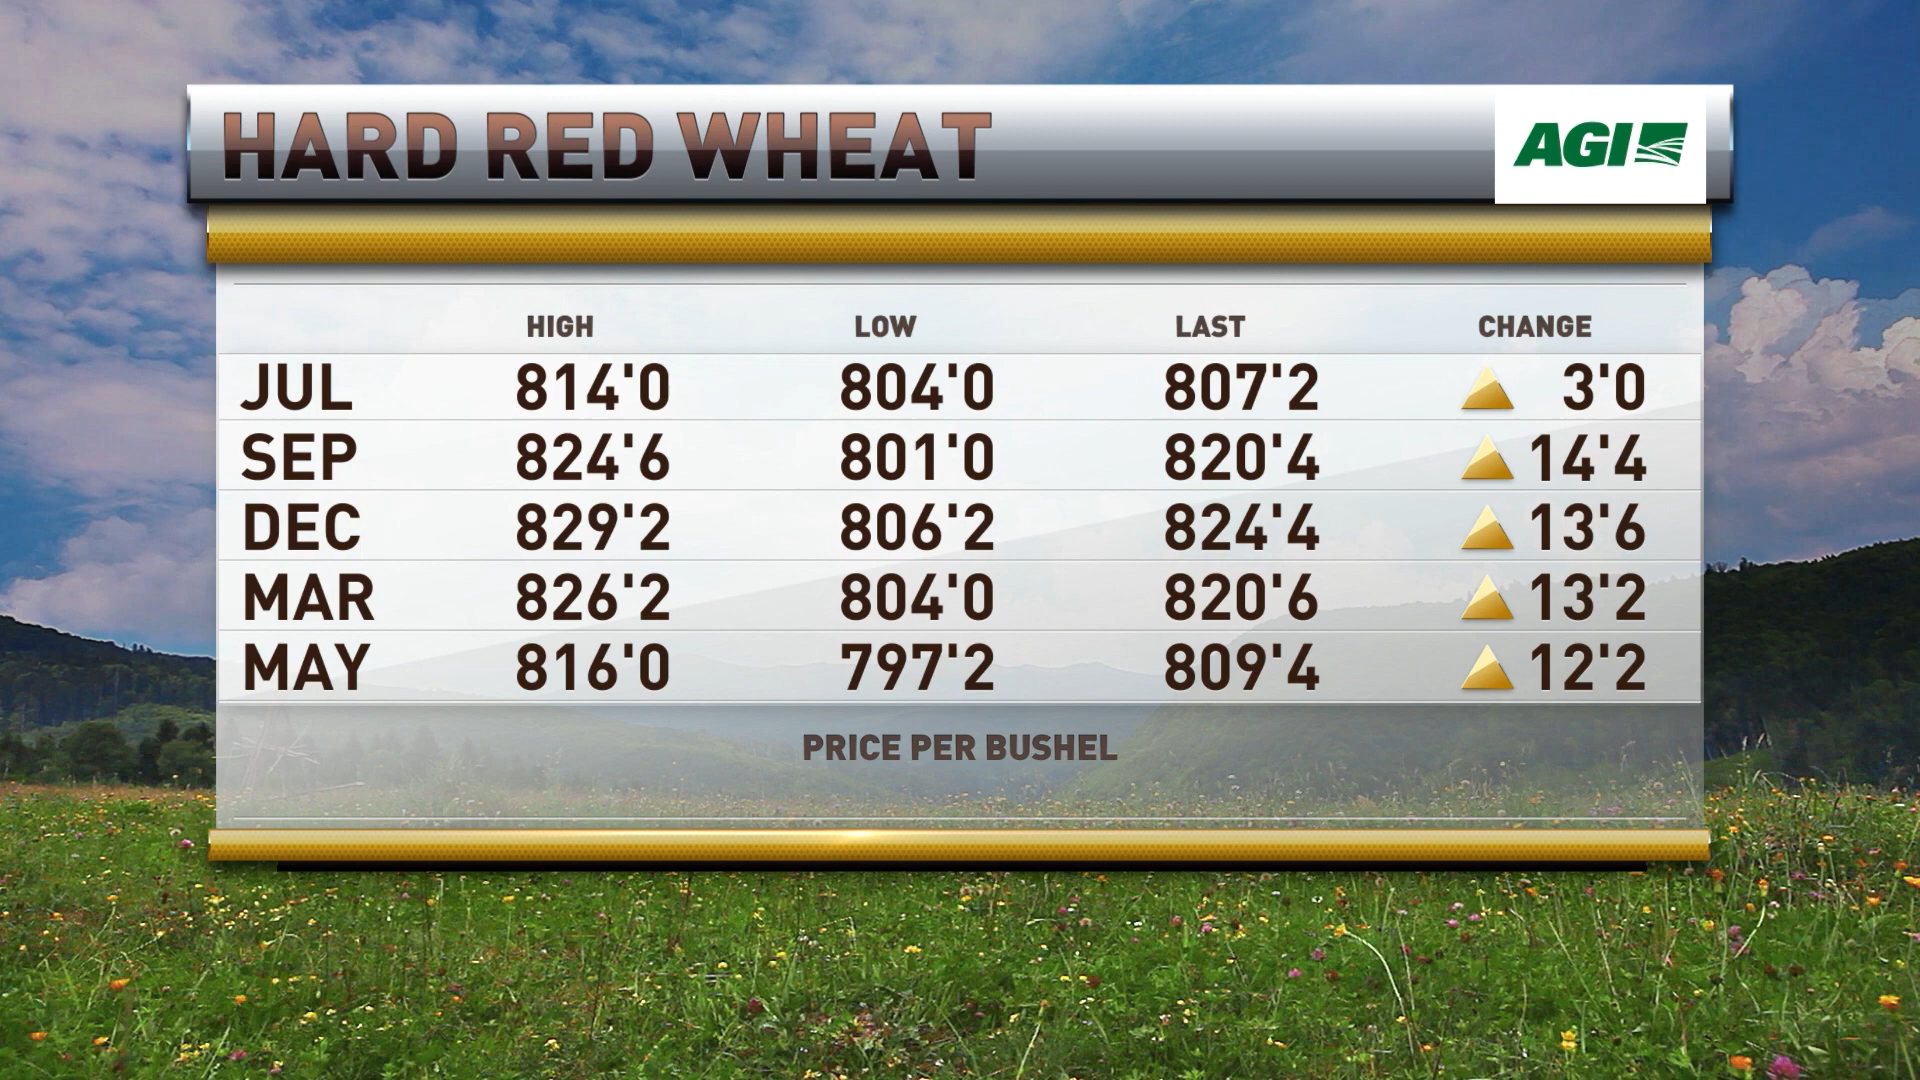 HARD RED WHEAT AGI
HIGH LOW LAST CHANGE
JUL 814'0 804'0 807'2 3'0
SEP 824'6 801'0 820'4 14'4
DEC 829'2 806'2 824'4 13'6
MAR 826'2 804'0 820'6 13'2
MAY 816'0 797'2 809'4 12'2
PRICE PER BUSHEL